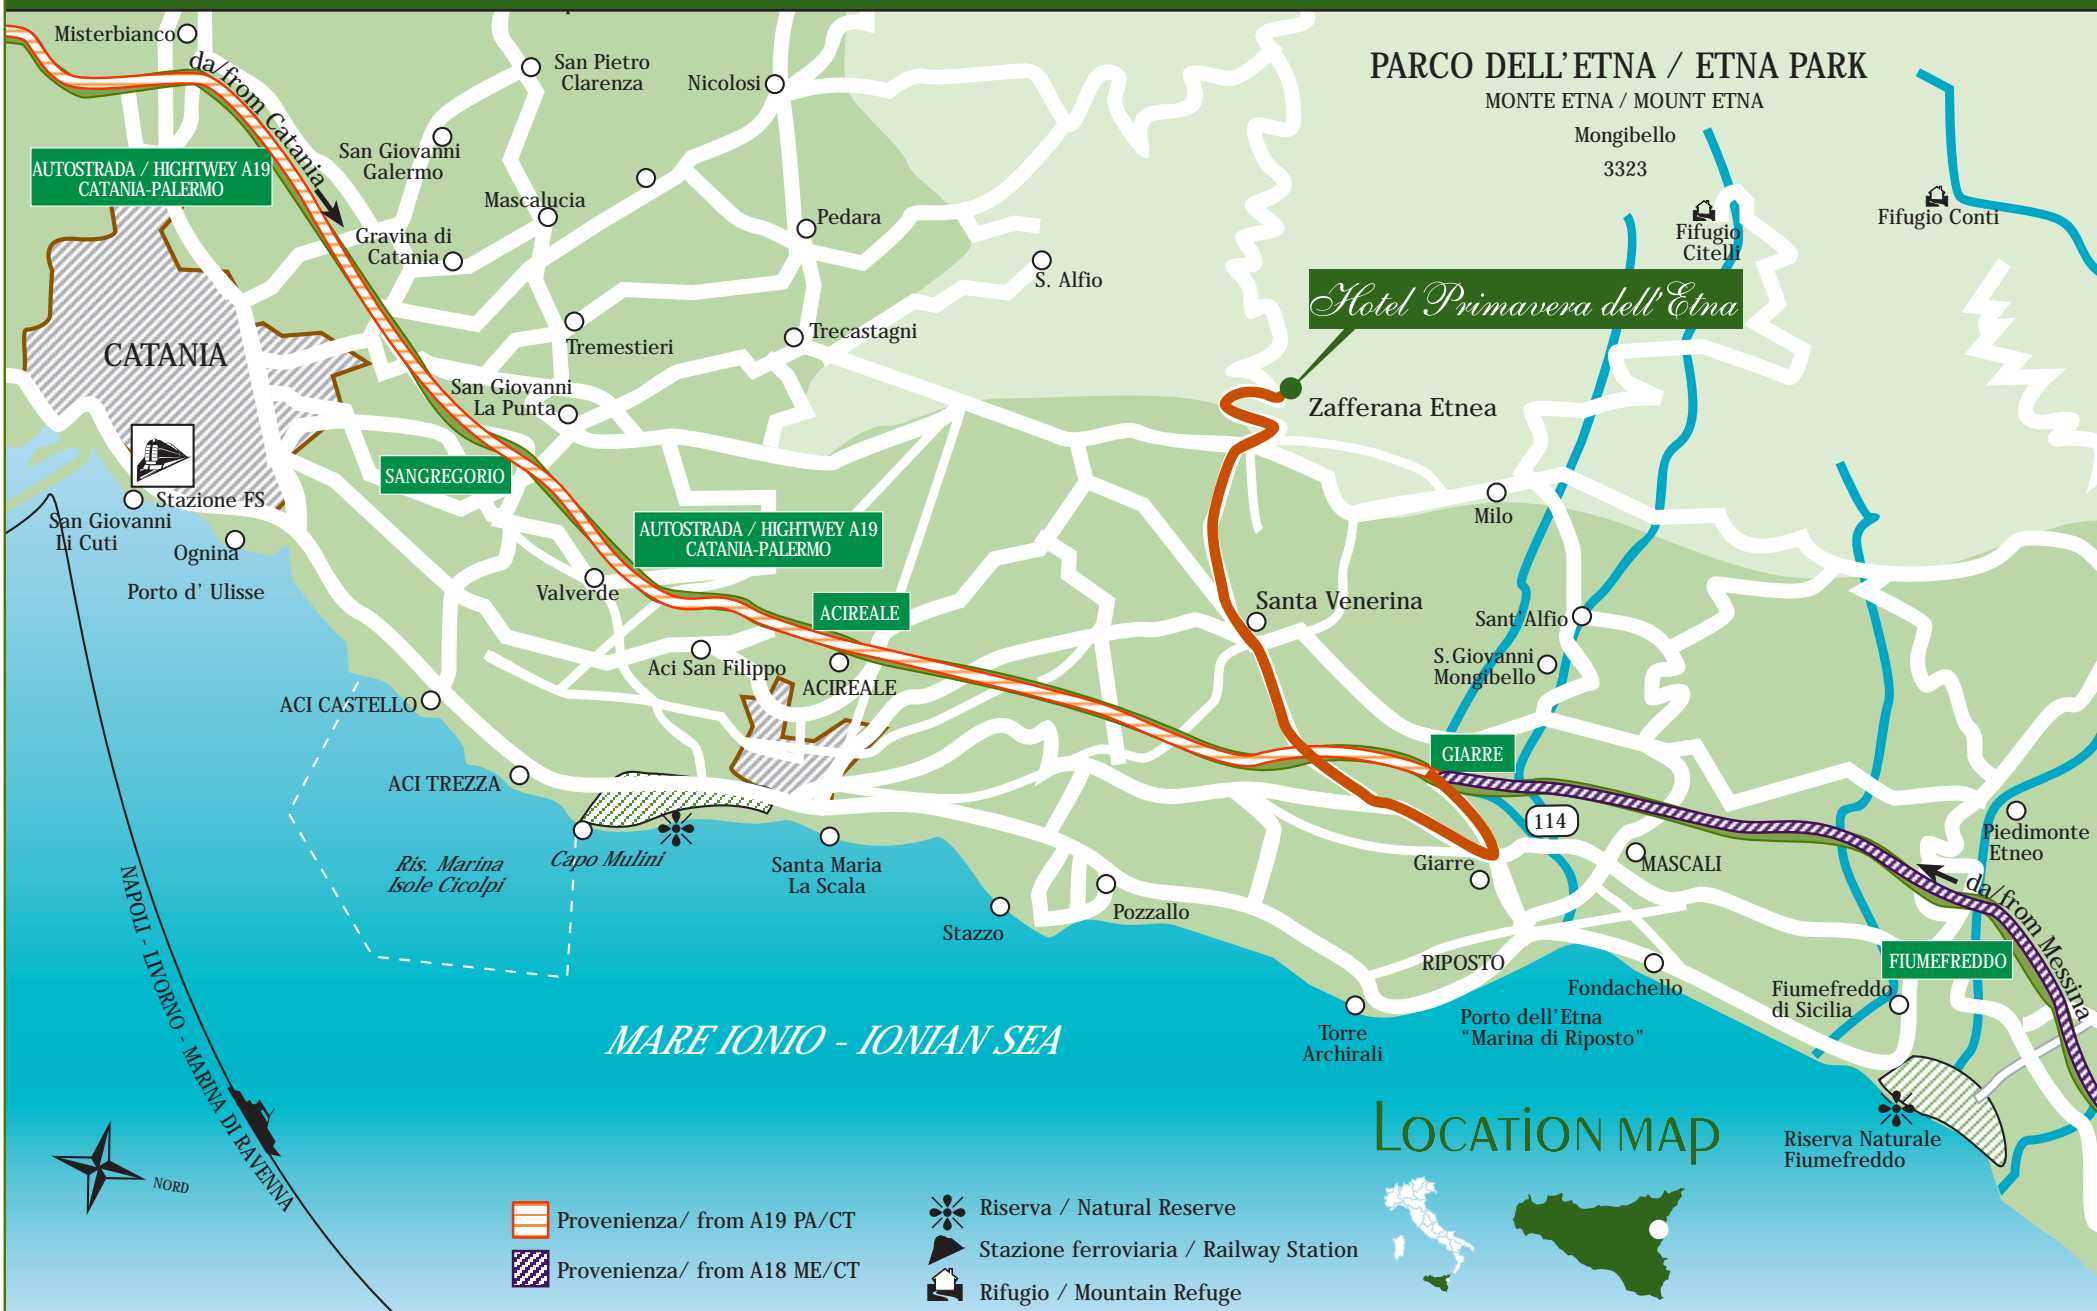 Misterbianco
da/from Catania
San Pietro
Clarenza
Nicolosi
PARCO DELL'ETNA / ETNA PARK
MONTE ETNA / MOUNT ETNA
Mongibello
3323
AUTOSTRADA / HIGHTWEY A19
CATANIA-PALERMO
San Giovanni
Galermo
Mascalucia
Pedara
Gravina di
Catania
S. Alfio
Fifugio
Citelli
Fifugio Conti
Hotel Primavera dell'Etna
CATANIA
Tremestieri
Trecastagni
San Giovanni
La Punta
Zafferana Etnea
SANGREGORIO
Stazione FS
San Giovanni
Li Cuti
Ognina
Porto d' Ulisse
AUTOSTRADA / HIGHTWEY A19
CATANIA-PALERMO
Milo
Valverde
ACIREALE
Santa Venerina
Sant'Alfio
S.Giovanni
Mongibello
Aci San Filippo
ACIREALE
ACI CASTELLO
GIARRE
ACI TREZZA
114
Piedimonte
Etneo
Ris. Marina
Isole Cicolpi
Capo Mulini
Santa Maria
La Scala
Giarre
MASCALI
da/from Messina
Pozzallo
Stazzo
RIPOSTO
FIUMEFREDDO
Fondachello
Fiumefreddo
di Sicilia
Torre
Archirali
Porto dell'Etna
"Marina di Riposto"
MARE IONIO - IONIAN SEA
NAPOLI - LIVORNO - MARINA DI RAVENNA
NORD
LOCATION MAP
Riserva Naturale
Fiumefreddo
Provenienza/ from A19 PA/CT
Provenienza/ from A18 ME/CT
Riserva / Natural Reserve
Stazione ferroviaria / Railway Station
Rifugio / Mountain Refuge